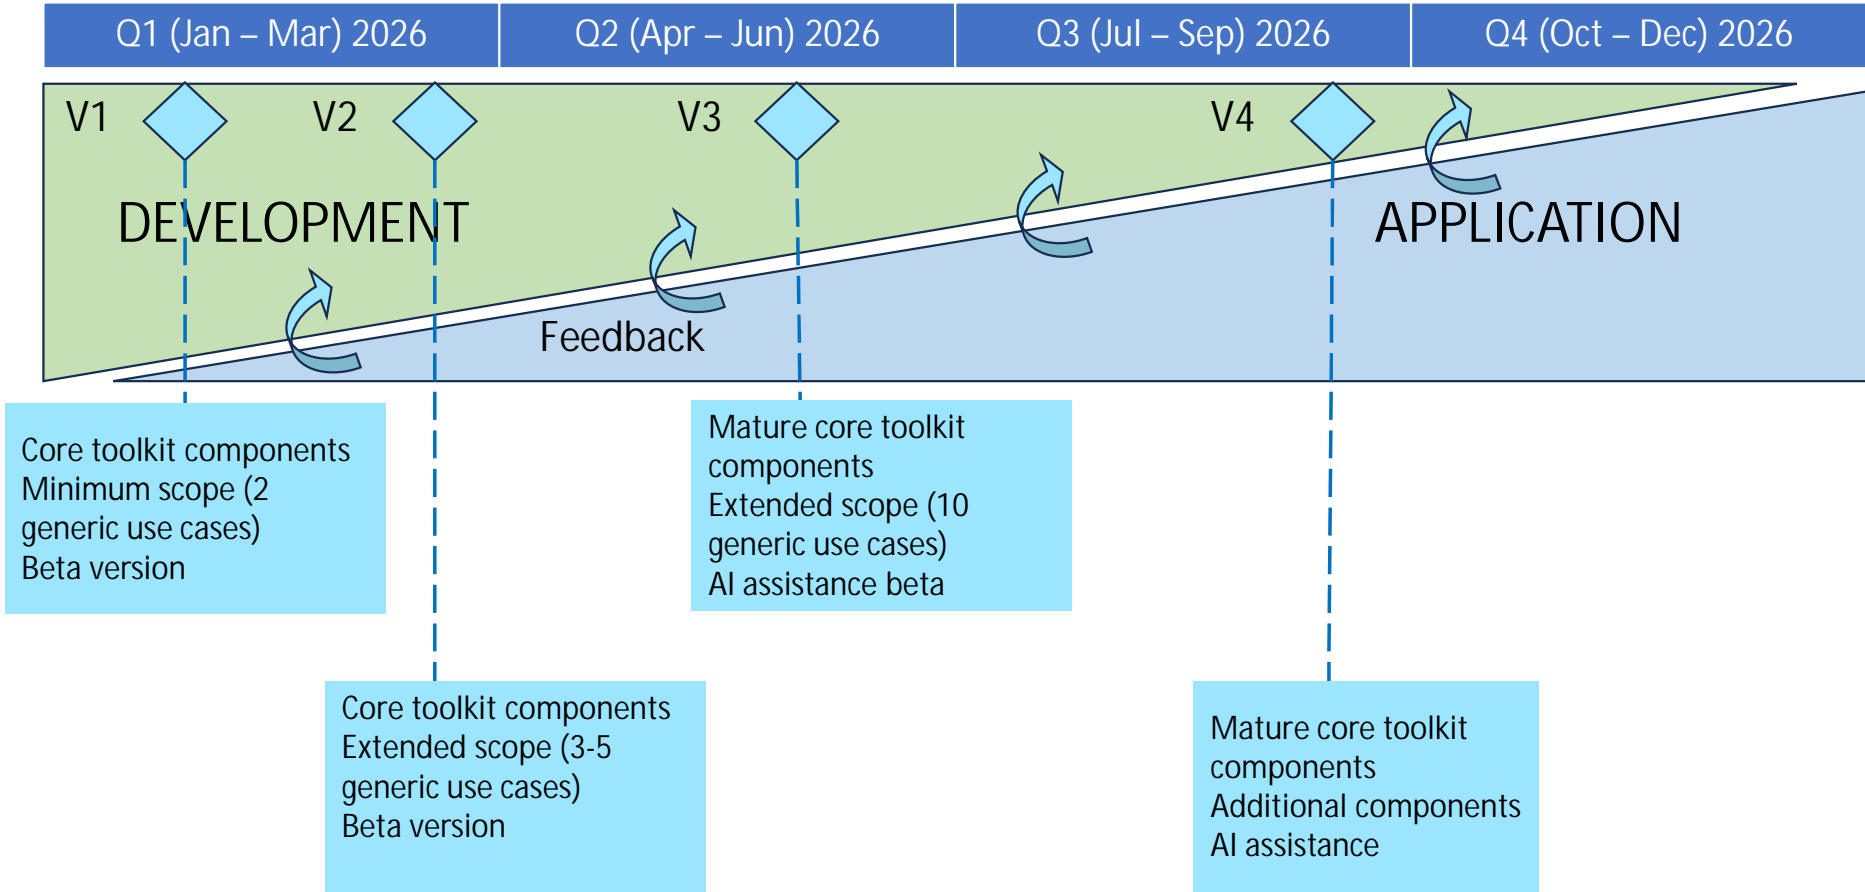 Q1 (Jan – Mar) 2026
Q2 (Apr – Jun) 2026
Q3 (Jul – Sep) 2026
Q4 (Oct – Dec) 2026
V1
V2
V3
V4
DEVELOPMENT
APPLICATION
Feedback
Core toolkit components
Minimum scope (2
generic use cases)
Beta version
Core toolkit components
Extended scope (3-5
generic use cases)
Beta version
Mature core toolkit
components
Extended scope (10
generic use cases)
AI assistance beta
Mature core toolkit
components
Additional components
AI assistance